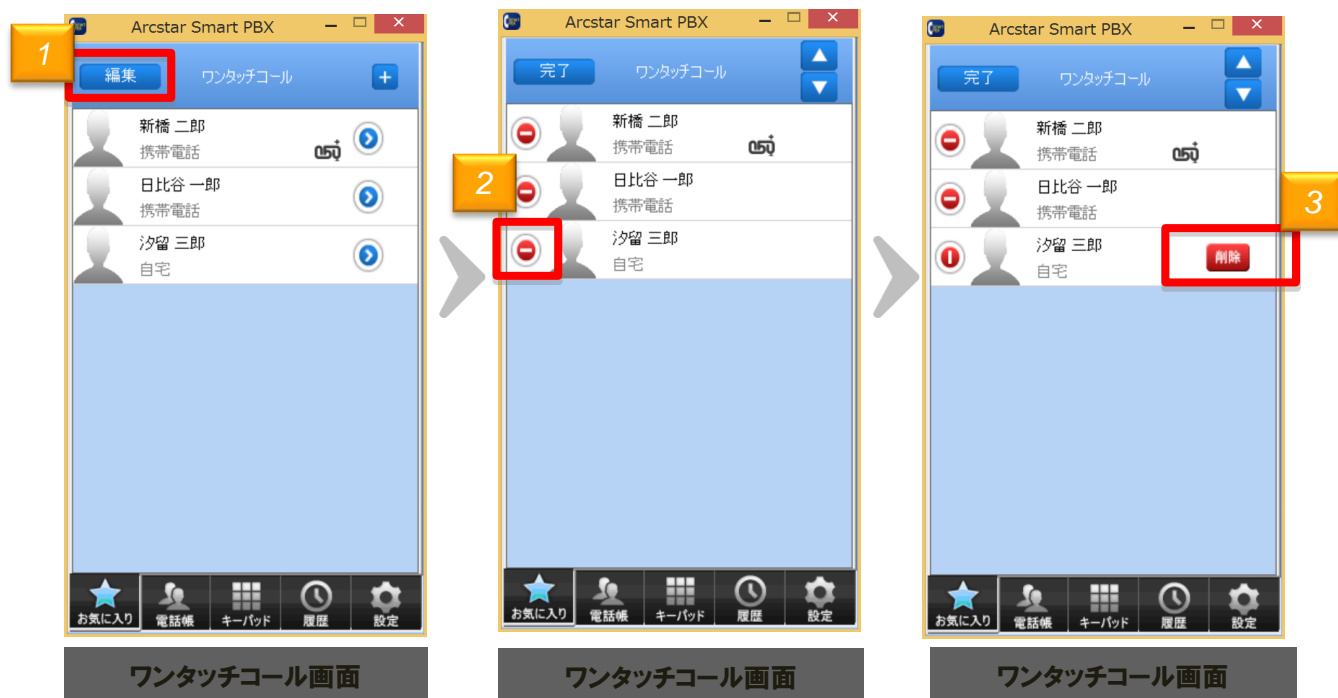 1
Arcstar Smart PBX
編集
ワンタッチコール
+
新橋 二郎
携帯電話
050+
日比谷 一郎
携帯電話
汐留 三郎
自宅
お気に入り
電話帳
キーパッド
履歴
設定
ワンタッチコール画面
2
Arcstar Smart PBX
完了
ワンタッチコール
新橋 二郎
携帯電話
050+
日比谷 一郎
携帯電話
汐留 三郎
自宅
お気に入り
電話帳
キーパッド
履歴
設定
ワンタッチコール画面
3
Arcstar Smart PBX
完了
ワンタッチコール
新橋 二郎
携帯電話
050+
日比谷 一郎
携帯電話
汐留 三郎
自宅
削除
お気に入り
電話帳
キーパッド
履歴
設定
ワンタッチコール画面